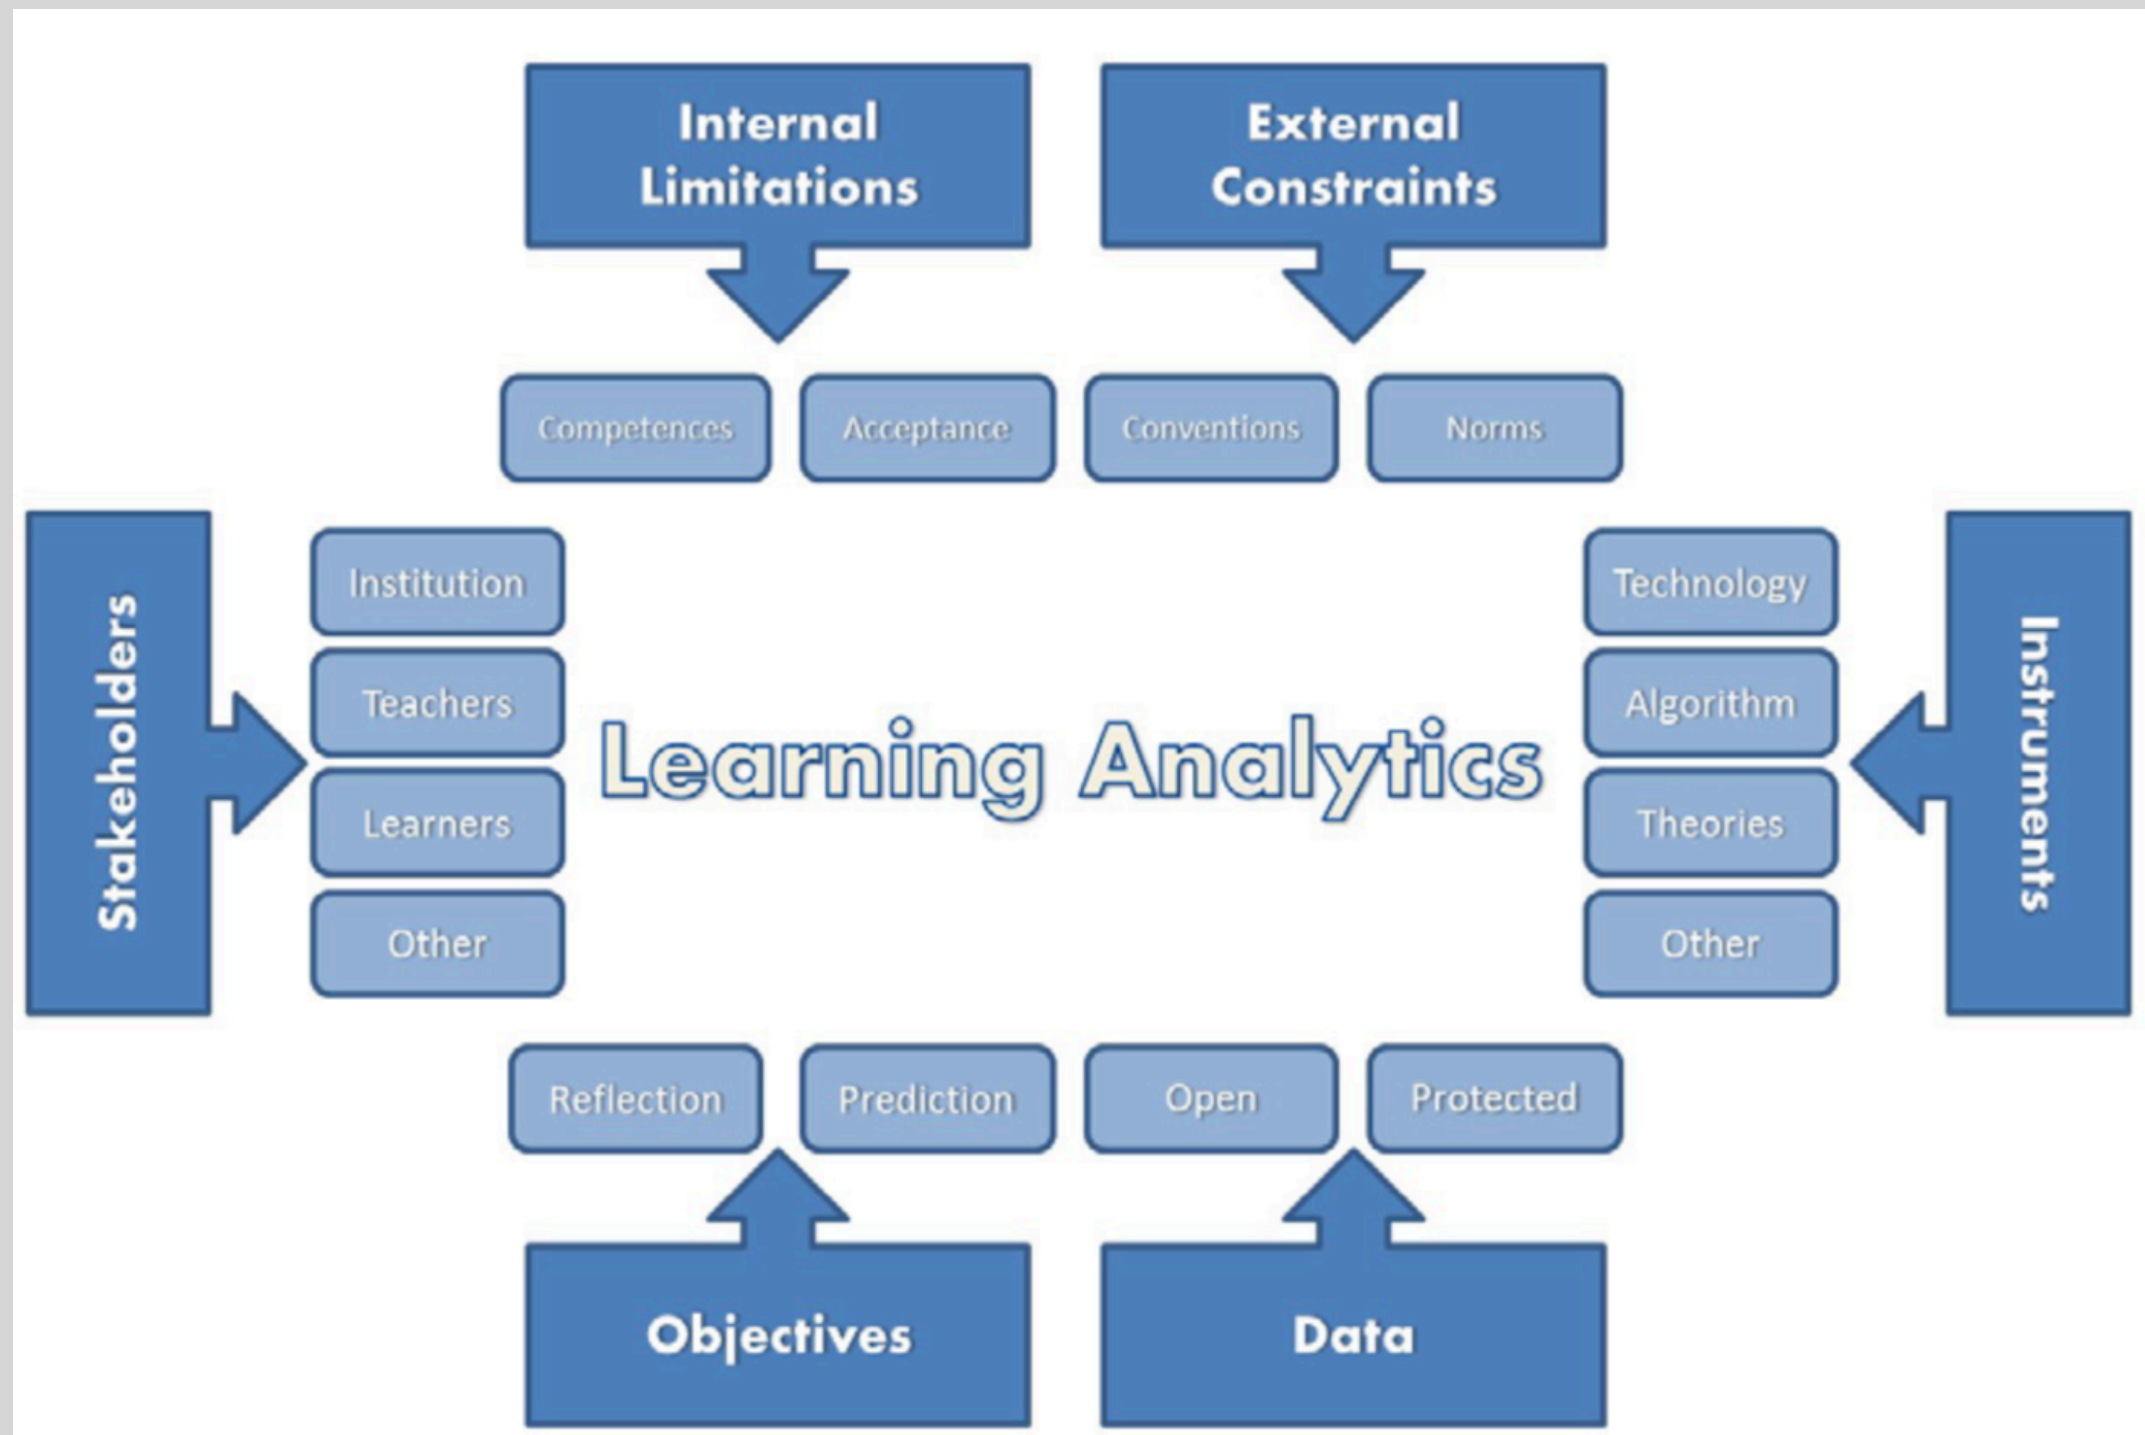 Internal
Limitations
External
Constraints
Competences
Acceptance
Conventions
Norms
Stakeholders
Institution
Teachers
Learners
Other
Learning Analytics
Technology
Algorithm
Theories
Other
Instruments
Reflection
Prediction
Open
Protected
Objectives
Data